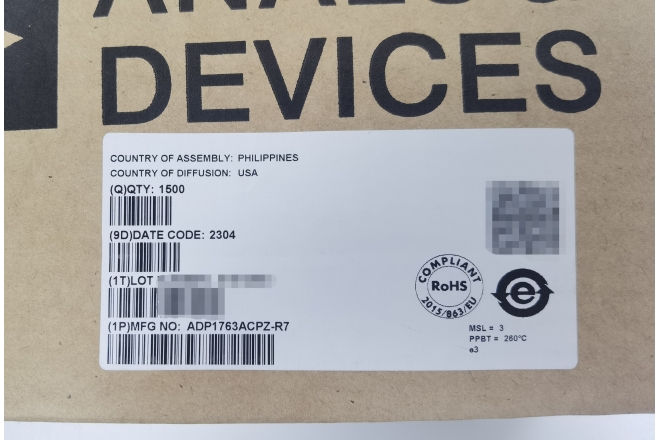 ANALOG
DEVICES
COUNTRY OF ASSEMBLY: PHILIPPINES
COUNTRY OF DIFFUSION: USA
(Q)QTY: 1500
(9D)DATE CODE: 2304
(1T)LOT
(1P)MFG NO: ADP1763ACPZ-R7
COMPLIANT
RoHS
2015/863/EU
e
MSL = 3
PPBT = 260°C
e3